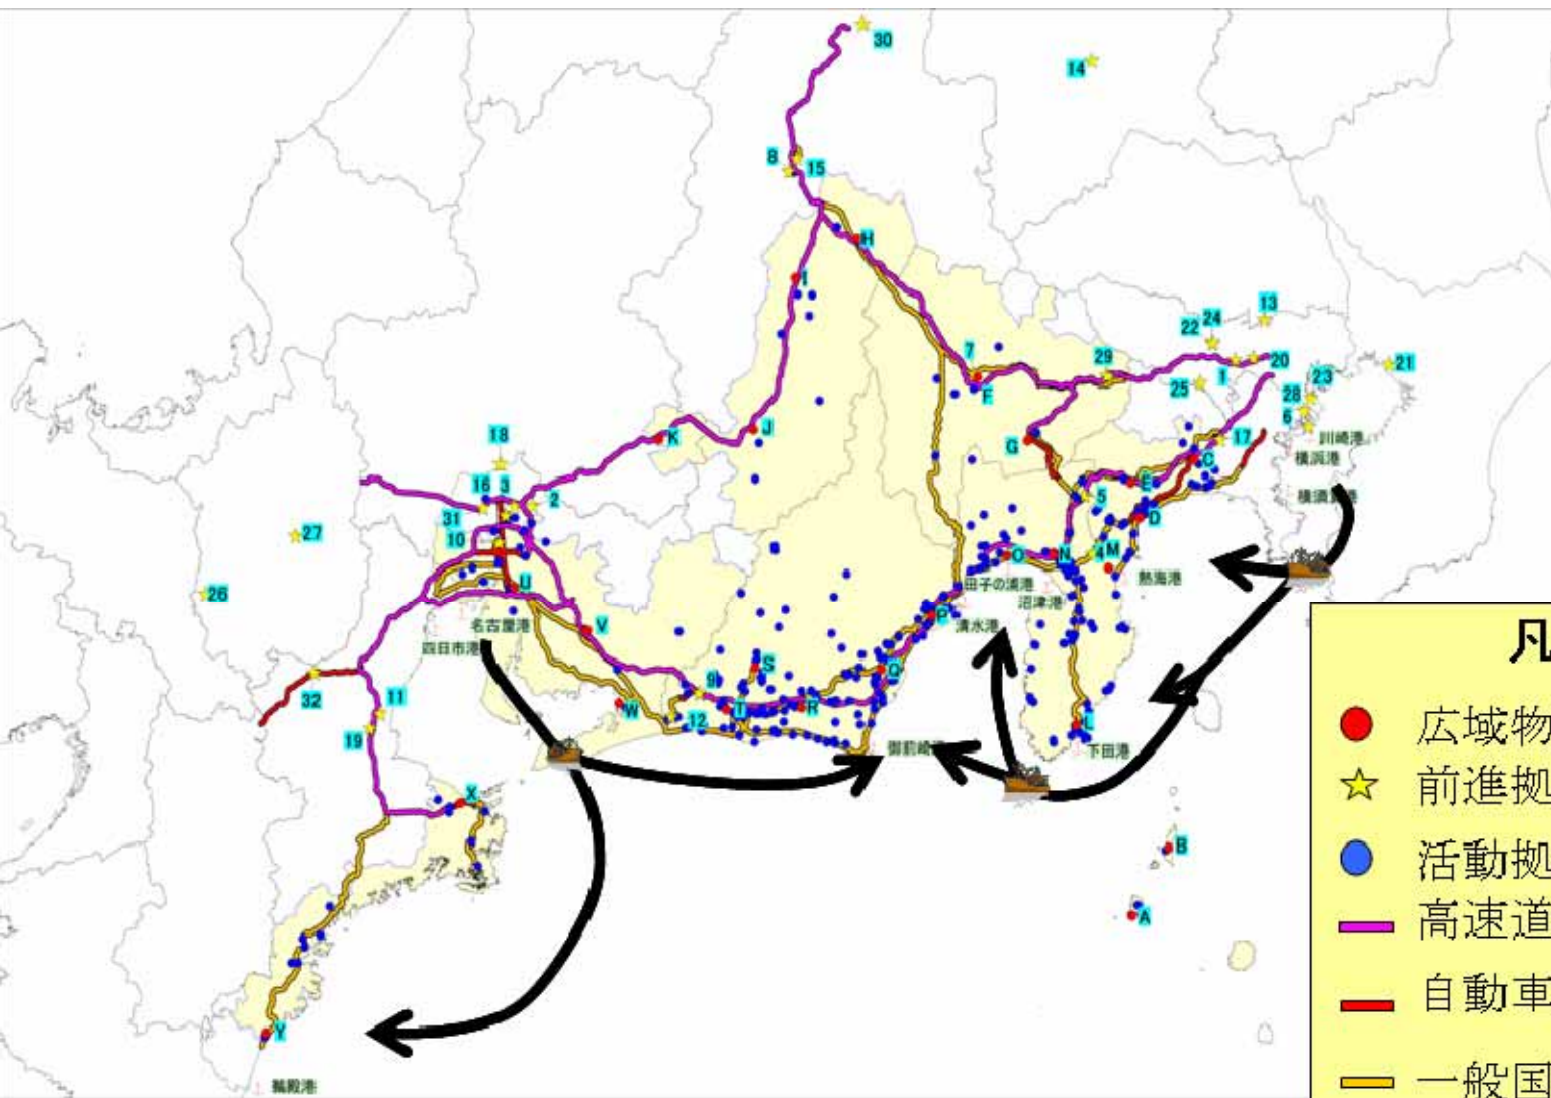 30
14
8
15
H
I
13
24
22
7
29
20
21
1
25
23
28
F
6
18
K
J
G
17
川崎港
C
横浜港
16
3
2
E
5
横須賀港
31
D
27
10
4
M
O
N
U
熱海港
26
田子の浦港
沼津港
P
清水港
名古屋港
V
四日市港
凡
S
Q
32
9
11
W
T
R
12
L
広域物
19
御前崎港
下田港
X
前進拠
B
活動拠
A
高速道
自動車
Y
一般国
鵜殿港